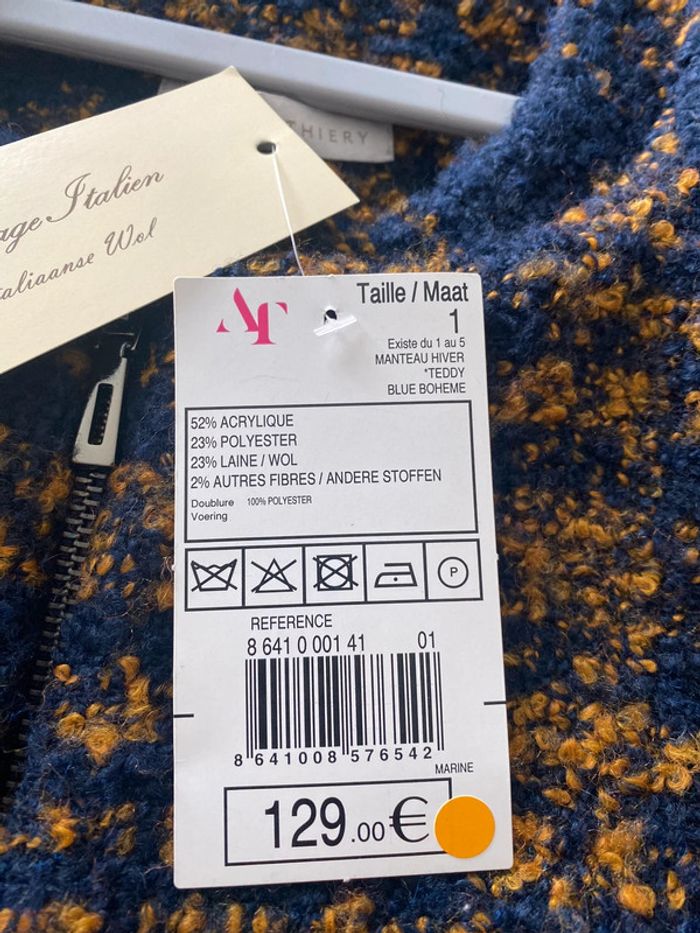 THIERY
age Italien
taliaanse Wol
AT
Taille / Maat
1
Existe du 1 au 5
MANTEAU HIVER
*TEDDY
BLUE BOHEME
52% ACRYLIQUE
23% POLYESTER
23% LAINE / WOL
2% AUTRES FIBRES / ANDERE STOFFEN
Doublure 100% POLYESTER
Voering
P
REFERENCE
8 641 0 001 41 01
8 641008 576542
MARINE
129.00€